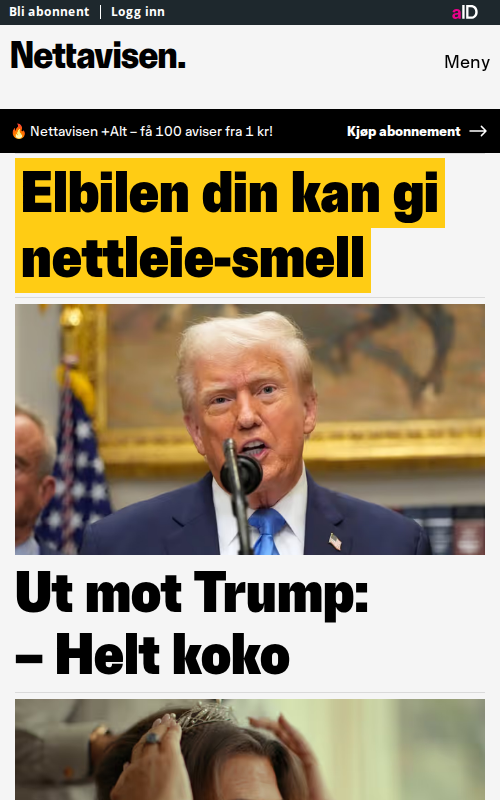 Bli abonnent | Logg inn
aID
Nettavisen.
Meny
🔥 Nettavisen +Alt – få 100 aviser fra 1 kr!
Kjøp abonnement →
Elbilen din kan gi
nettleie-smell
Ut mot Trump:
– Helt koko